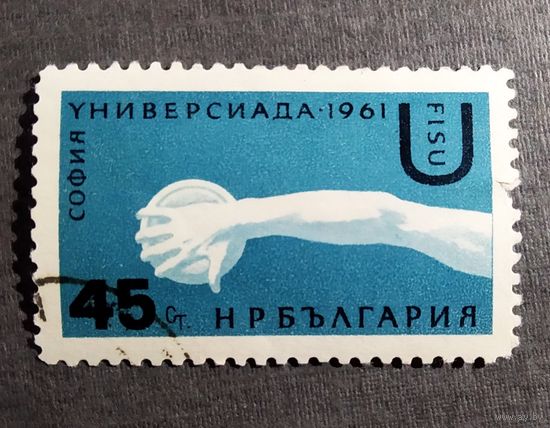 УНИВЕРСИАДА·1961
СОФИЯ
U
FISU
45 Ст.
НРБЪЛГАРИЯ